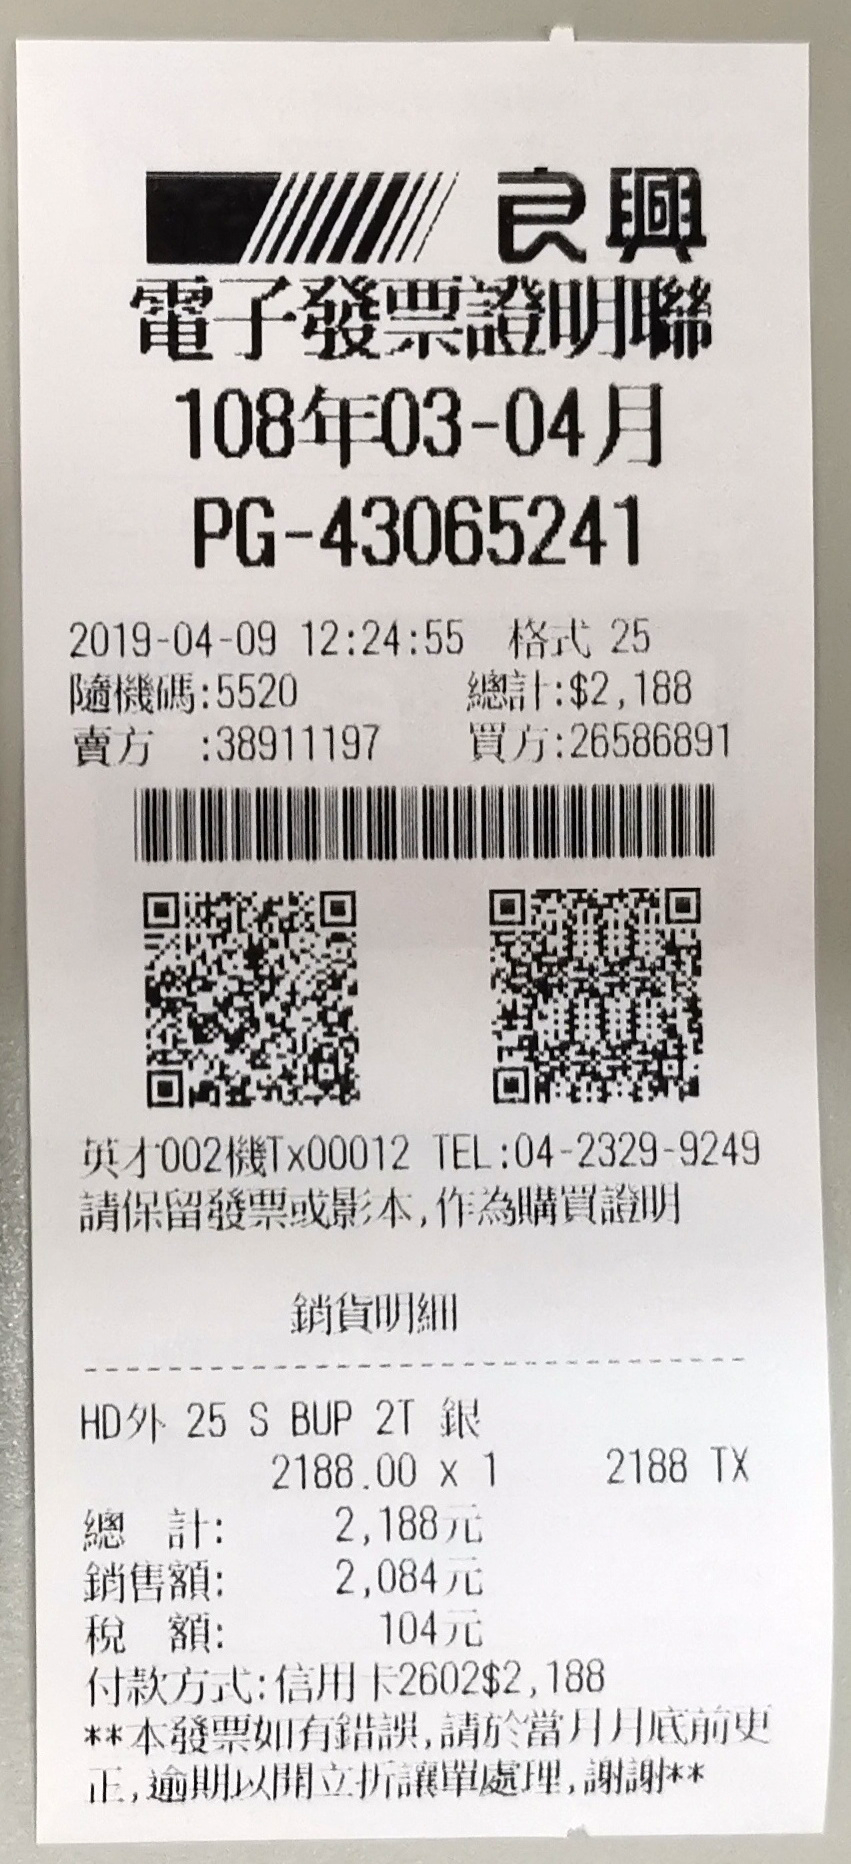 良興
電子發票證明聯
108年03-04月
PG-43065241
2019-04-09 12:24:55 格式 25
隨機碼:5520 總計:$2,188
賣方 :38911197 買方:26586891
英才002機Tx00012 TEL:04-2329-9249
請保留發票或影本,作為購買證明
銷貨明細
HD外 25 S BUP 2T 銀
2188.00 x 1 2188 TX
總 計: 2,188元
銷售額: 2,084元
稅 額: 104元
付款方式:信用卡2602$2,188
**本發票如有錯誤,請於當月月底前更
正,逾期以開立折讓單處理,謝謝**